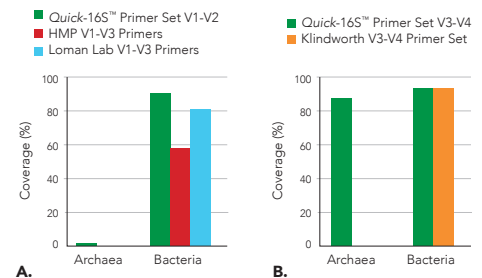 Quick-16S™ Primer Set V1-V2
HMP V1-V3 Primers
Loman Lab V1-V3 Primers
100
80
60
40
20
0
Coverage (%)
Archaea
Bacteria
A.
Quick-16S™ Primer Set V3-V4
Klindworth V3-V4 Primer Set
100
80
60
40
20
0
Coverage (%)
Archaea
Bacteria
B.